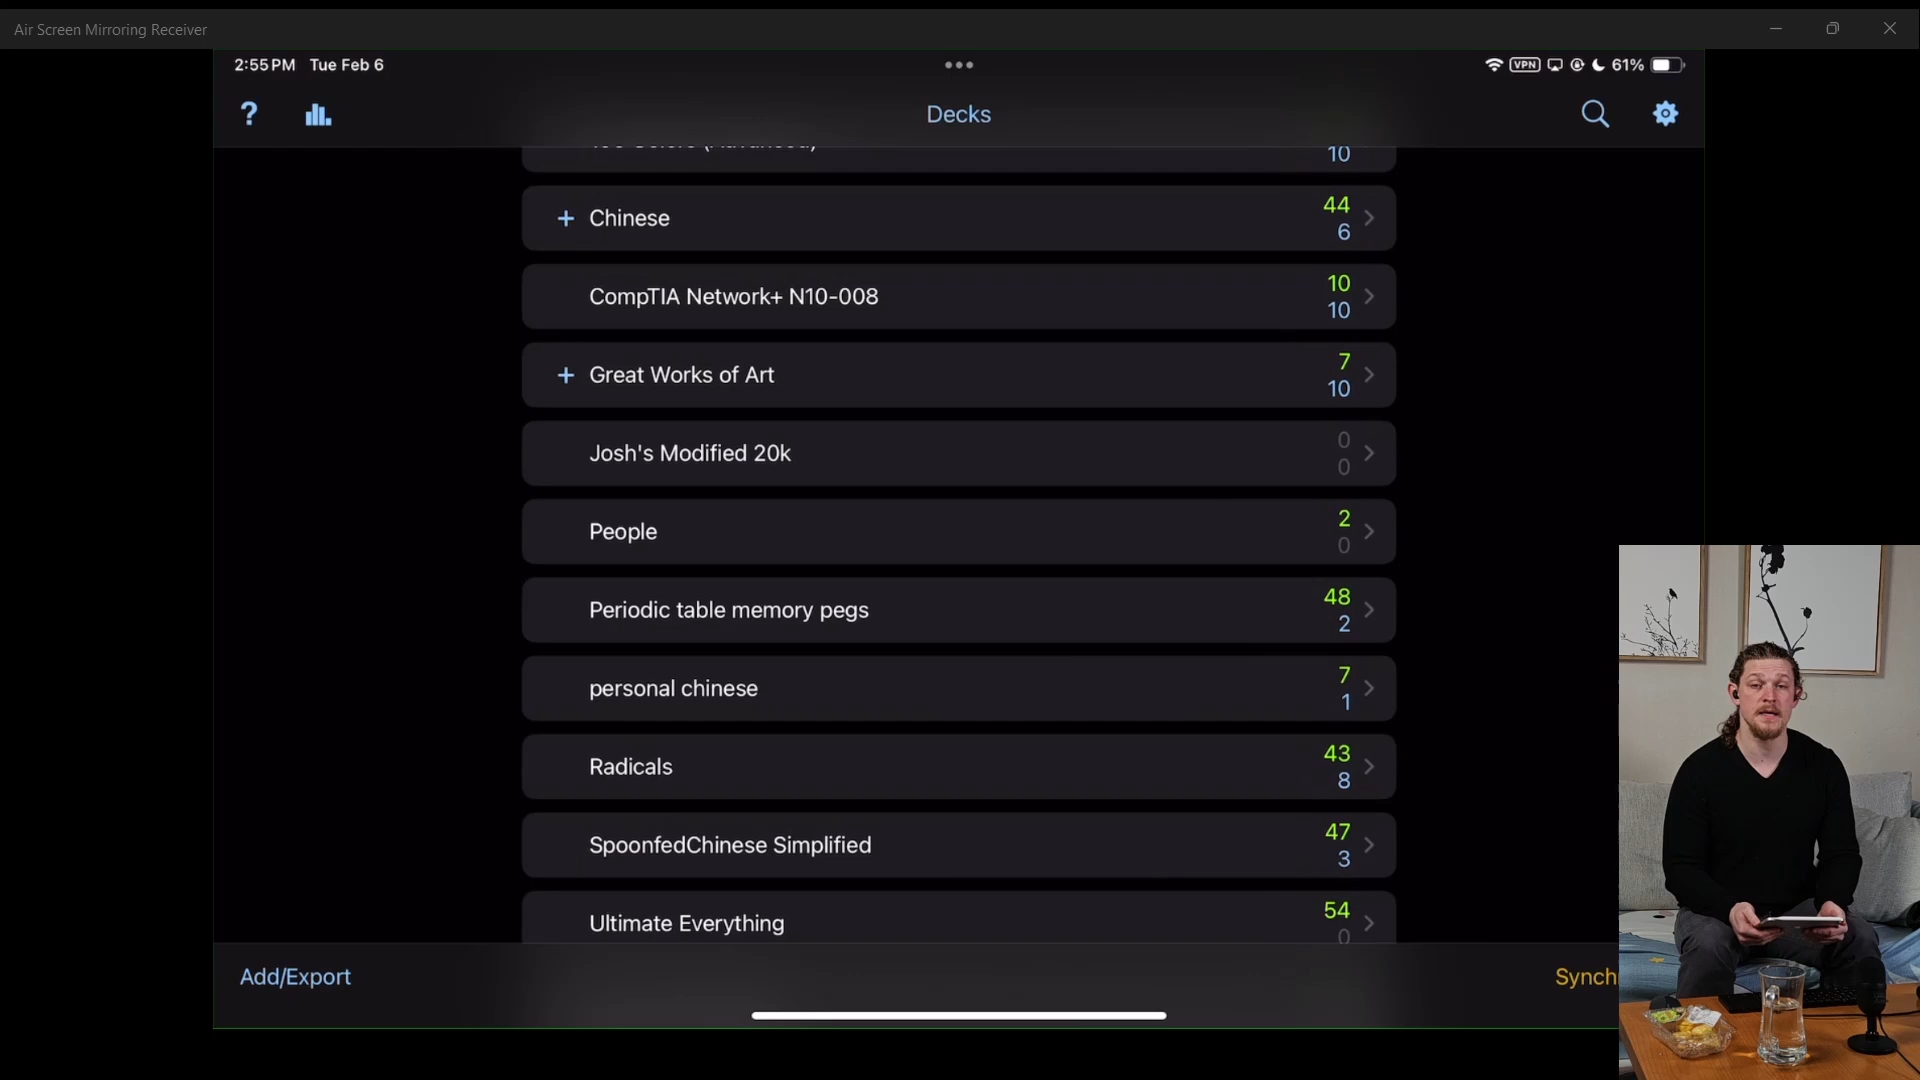 Air Screen Mirroring Receiver
2:55 PM Tue Feb 6
VPN 61%
? Decks
10
+ Chinese 44
6
CompTIA Network+ N10-008 10
10
+ Great Works of Art 7
10
Josh's Modified 20k 0
0
People 2
0
Periodic table memory pegs 48
2
personal chinese 7
1
Radicals 43
8
SpoonfedChinese Simplified 47
3
Ultimate Everything 54
0
Add/Export